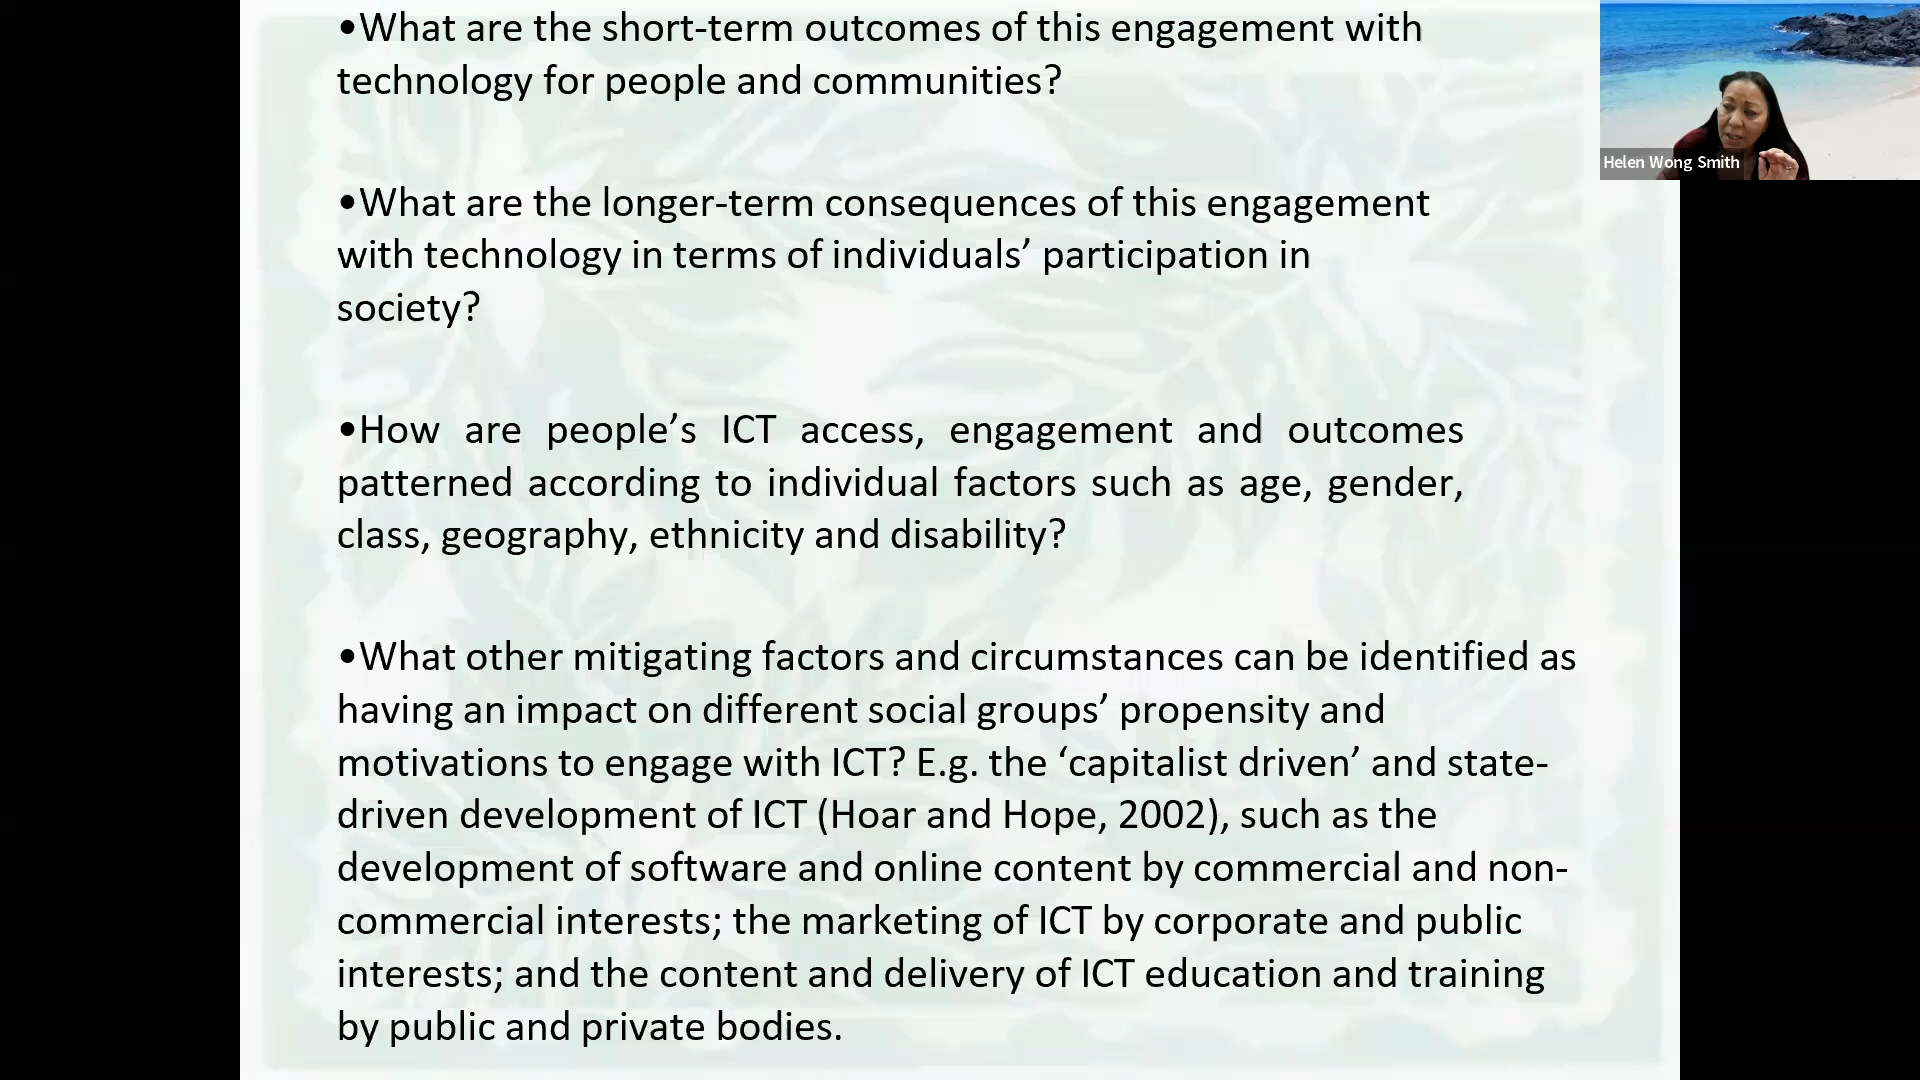 •What are the short-term outcomes of this engagement with
technology for people and communities?
•What are the longer-term consequences of this engagement
with technology in terms of individuals’ participation in
society?
•How are people’s ICT access, engagement and outcomes
patterned according to individual factors such as age, gender,
class, geography, ethnicity and disability?
•What other mitigating factors and circumstances can be identified as
having an impact on different social groups’ propensity and
motivations to engage with ICT? E.g. the ‘capitalist driven’ and state-
driven development of ICT (Hoar and Hope, 2002), such as the
development of software and online content by commercial and non-
commercial interests; the marketing of ICT by corporate and public
interests; and the content and delivery of ICT education and training
by public and private bodies.
Helen Wong Smith